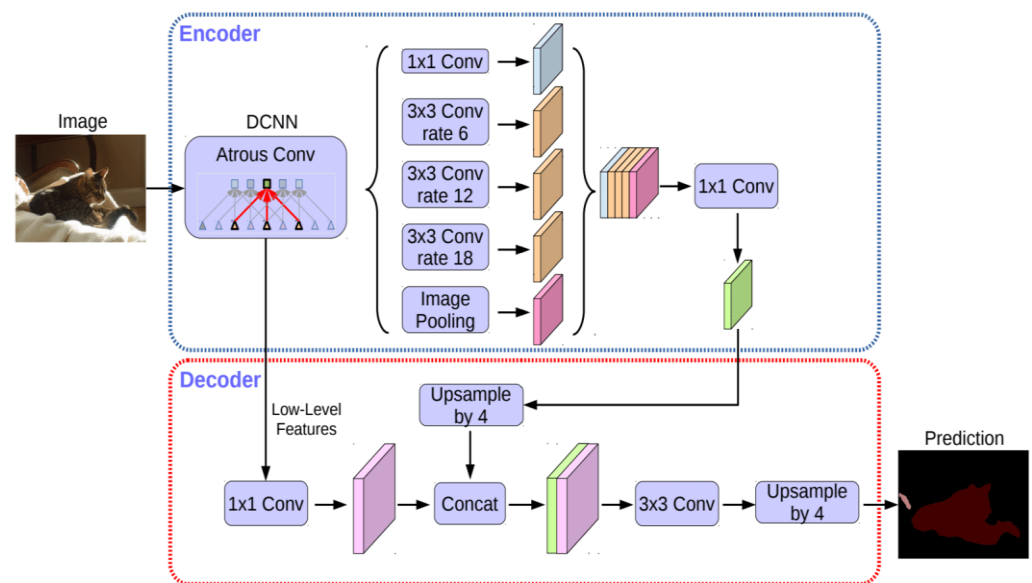 Encoder
Image
DCNN
Atrous Conv
1x1 Conv
3x3 Conv
rate 6
3x3 Conv
rate 12
3x3 Conv
rate 18
Image
Pooling
1x1 Conv
Decoder
Low-Level
Features
Upsample
by 4
1x1 Conv
Concat
3x3 Conv
Upsample
by 4
Prediction